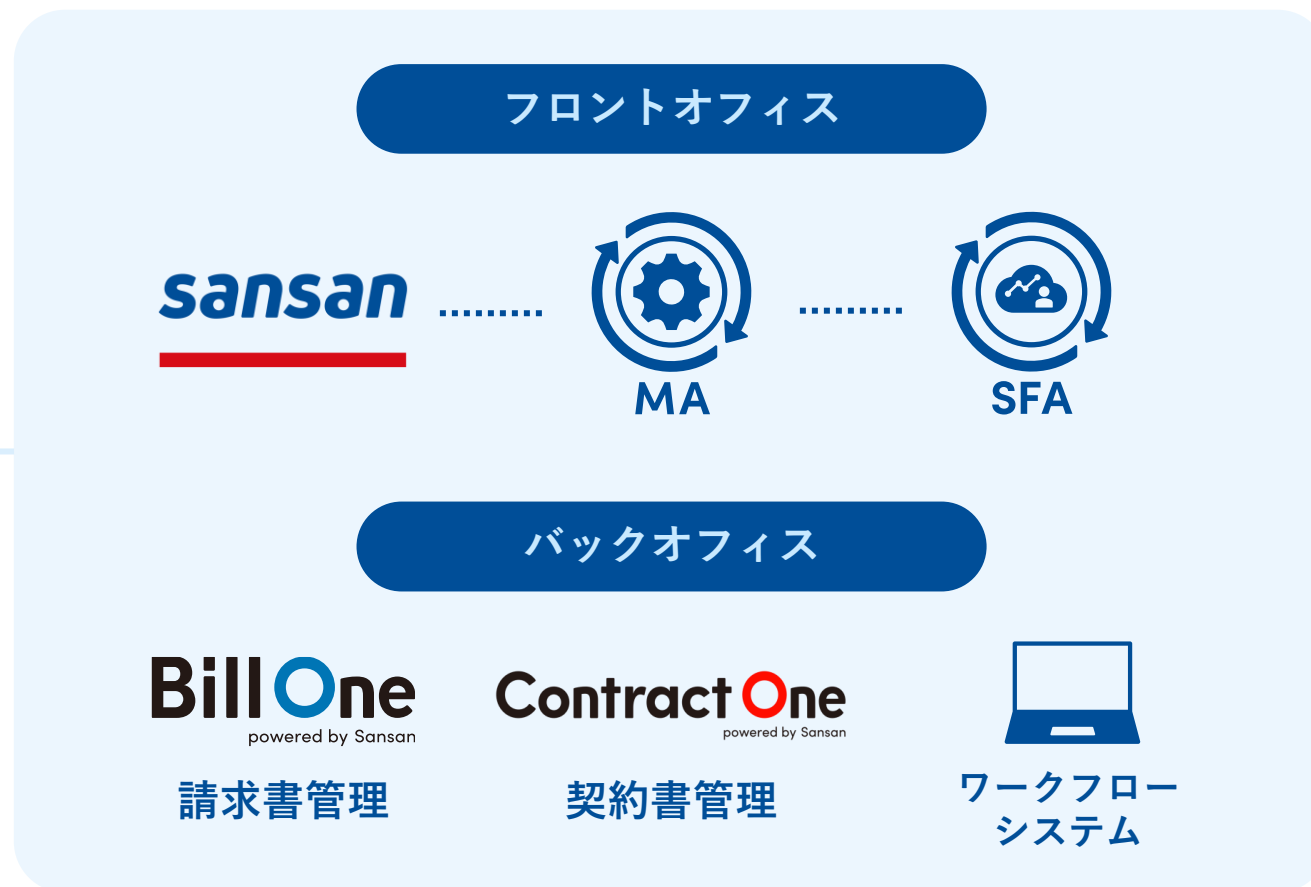 フロントオフィス
sansan
MA
SFA
バックオフィス
Bill One
powered by Sansan
請求書管理
Contract One
powered by Sansan
契約書管理
ワークフロー
システム